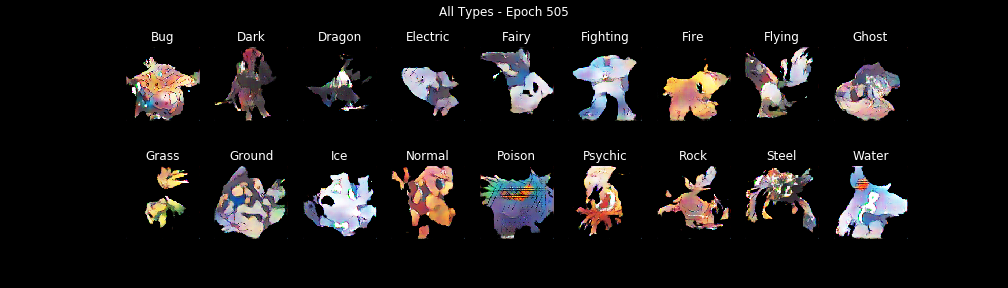 All Types - Epoch 505
Bug Dark Dragon Electric Fairy Fighting Fire Flying Ghost
Grass Ground Ice Normal Poison Psychic Rock Steel Water